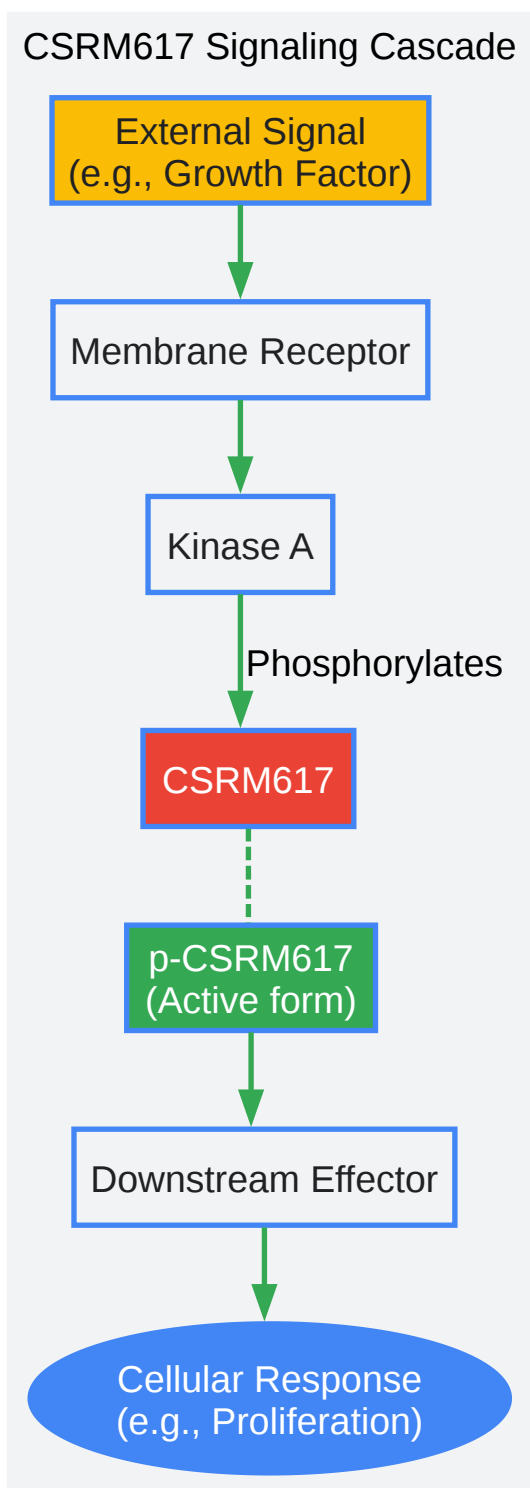 CSRM617 Signaling Cascade
External Signal
(e.g., Growth Factor)
Membrane Receptor
Kinase A
Phosphorylates
CSRM617
p-CSRM617
(Active form)
Downstream Effector
Cellular Response
(e.g., Proliferation)